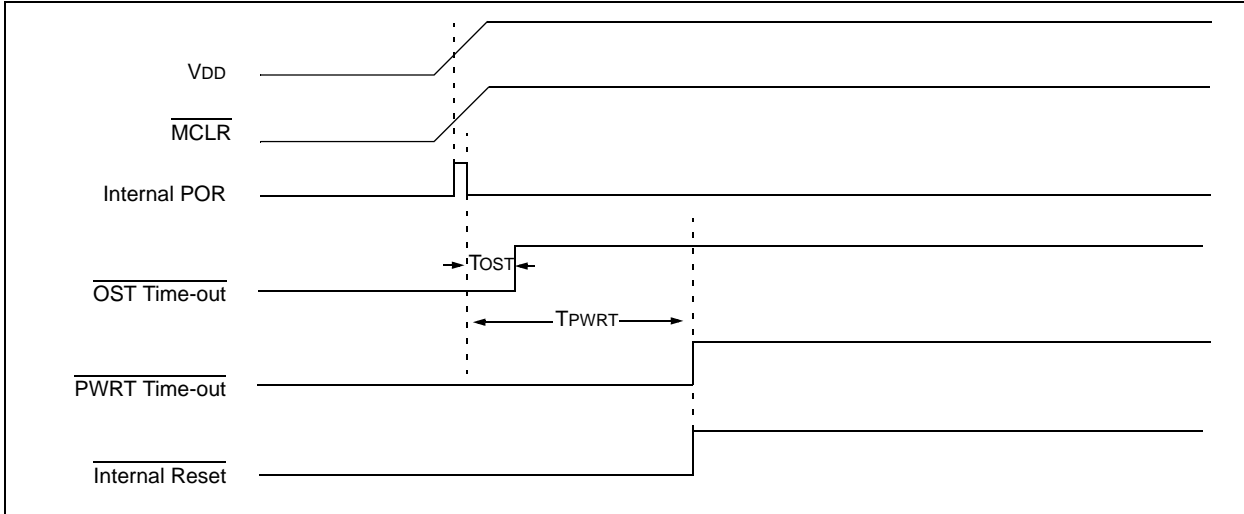 VDD
MCLR
Internal POR
TOST
OST Time-out
TPWRT
PWRT Time-out
Internal Reset